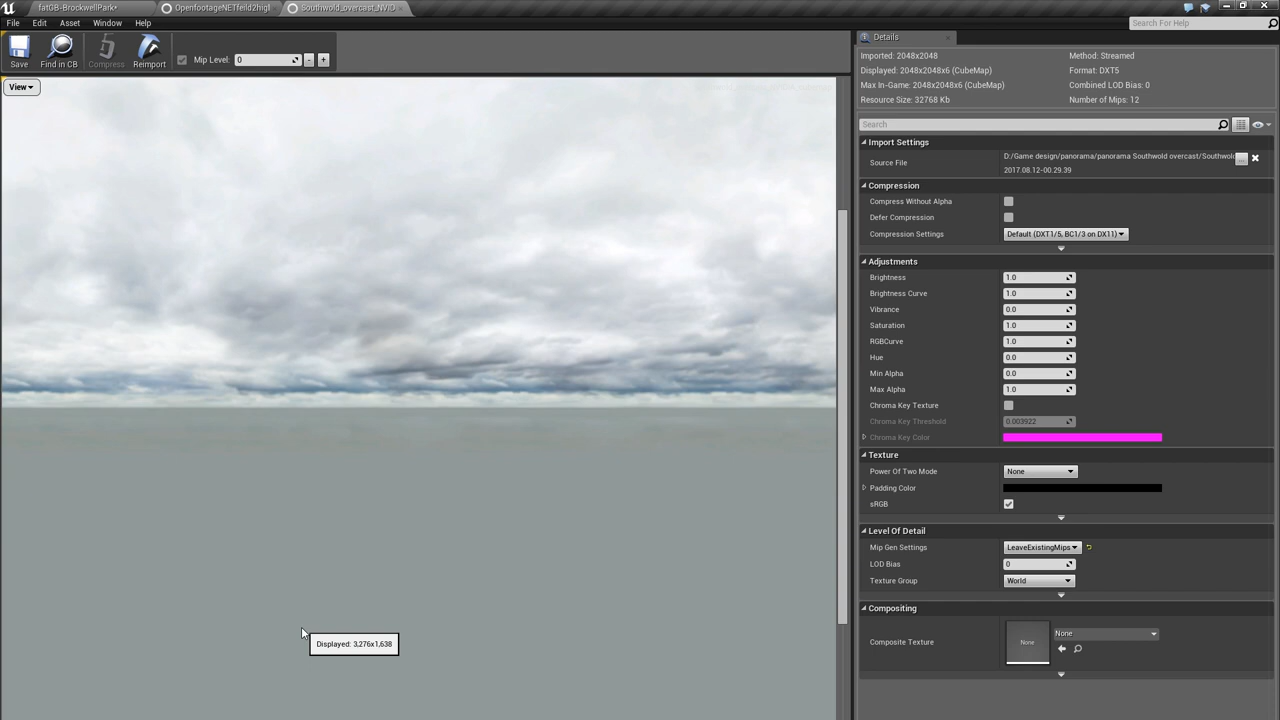 fatGB-BrockwellPark*
OpenfootageNETfeild2high
Southwold_overcast_NVID
File Edit Asset Window Help
Search For Help
Save
Find in CB
Compress
Reimport
Mip Level: 0 - +
View
Details
Imported: 2048x2048
Method: Streamed
Displayed: 2048x2048x6 (CubeMap)
Format: DXT5
Max In-Game: 2048x2048x6 (CubeMap)
Combined LOD Bias: 0
Resource Size: 32768 Kb
Number of Mips: 12
Search
Import Settings
Source File
D:/Game design/panorama/panorama Southwold overcast/Southwold
...
2017.08.12-00.29.39
Compression
Compress Without Alpha
Defer Compression
Compression Settings Default (DXT1/5, BC1/3 on DX11)
Adjustments
Brightness 1.0
Brightness Curve 1.0
Vibrance 0.0
Saturation 1.0
RGBCurve 1.0
Hue 0.0
Min Alpha 0.0
Max Alpha 1.0
Chroma Key Texture
Chroma Key Threshold 0.003922
Chroma Key Color
Texture
Power Of Two Mode None
Padding Color
sRGB
Level Of Detail
Mip Gen Settings LeaveExistingMips
LOD Bias 0
Texture Group World
Compositing
Composite Texture None None
Displayed: 3,276x1,638